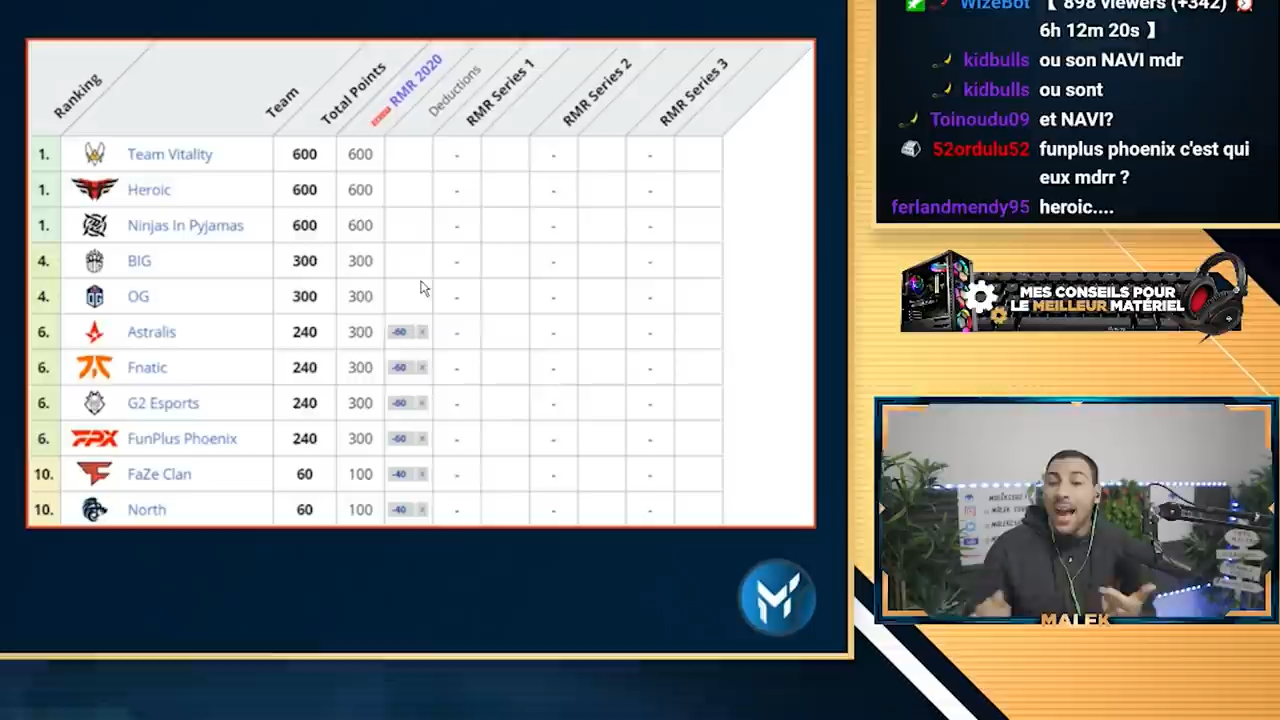 Ranking Team Total Points RMR 2020 Deductions RMR Series 1 RMR Series 2 RMR Series 3
1. Team Vitality 600 600 - - -
1. Heroic 600 600 - - -
1. Ninjas In Pyjamas 600 600 - - -
4. BIG 300 300 - - -
4. OG 300 300 - - -
6. Astralis 240 300 -60 x - - -
6. Fnatic 240 300 -60 x - - -
6. G2 Esports 240 300 -60 x - - -
6. FPX FunPlus Phoenix 240 300 -60 x - - -
10. FaZe Clan 60 100 -40 x - - -
10. North 60 100 -40 x - - -
WizeBot 【 898 viewers (+342)
6h 12m 20s 】
kidbulls ou son NAVI mdr
kidbulls ou sont
Toinoudu09 et NAVI?
52ordulu52 funplus phoenix c'est qui
eux mdrr ?
ferlandmendy95 heroic....
MES CONSEILS POUR
LE MEILLEUR MATÉRIEL
MALEK